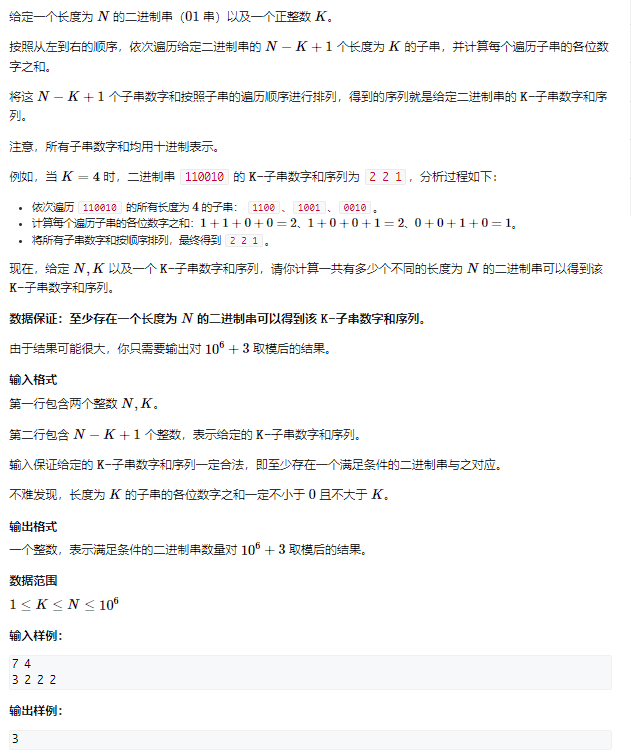 给定一个长度为 N 的二进制串（01 串）以及一个正整数 K。
按照从左到右的顺序，依次遍历给定二进制串的 N − K + 1 个长度为 K 的子串，并计算每个遍历子串的各位数
字之和。
将这 N − K + 1 个子串数字和按照子串的遍历顺序进行排列，得到的序列就是给定二进制串的 K-子串数字和序
列。
注意，所有子串数字和均用十进制表示。
例如，当 K = 4 时，二进制串 110010 的 K-子串数字和序列为 2 2 1 ，分析过程如下：
• 依次遍历 110010 的所有长度为 4 的子串： 1100 、 1001 、 0010 。
• 计算每个遍历子串的各位数字之和：1 + 1 + 0 + 0 = 2、1 + 0 + 0 + 1 = 2、0 + 0 + 1 + 0 = 1。
• 将所有子串数字和按顺序排列，最终得到 2 2 1 。
现在，给定 N, K 以及一个 K-子串数字和序列，请你计算一共有多少个不同的长度为 N 的二进制串可以得到该
K-子串数字和序列。
数据保证：至少存在一个长度为 N 的二进制串可以得到该 K-子串数字和序列。
由于结果可能很大，你只需要输出对 10⁶ + 3 取模后的结果。
输入格式
第一行包含两个整数 N, K。
第二行包含 N − K + 1 个整数，表示给定的 K-子串数字和序列。
输入保证给定的 K-子串数字和序列一定合法，即至少存在一个满足条件的二进制串与之对应。
不难发现，长度为 K 的子串的各位数字之和一定不小于 0 且不大于 K。
输出格式
一个整数，表示满足条件的二进制串数量对 10⁶ + 3 取模后的结果。
数据范围
1 ≤ K ≤ N ≤ 10⁶
输入样例：
7 4
3 2 2 2
输出样例：
3